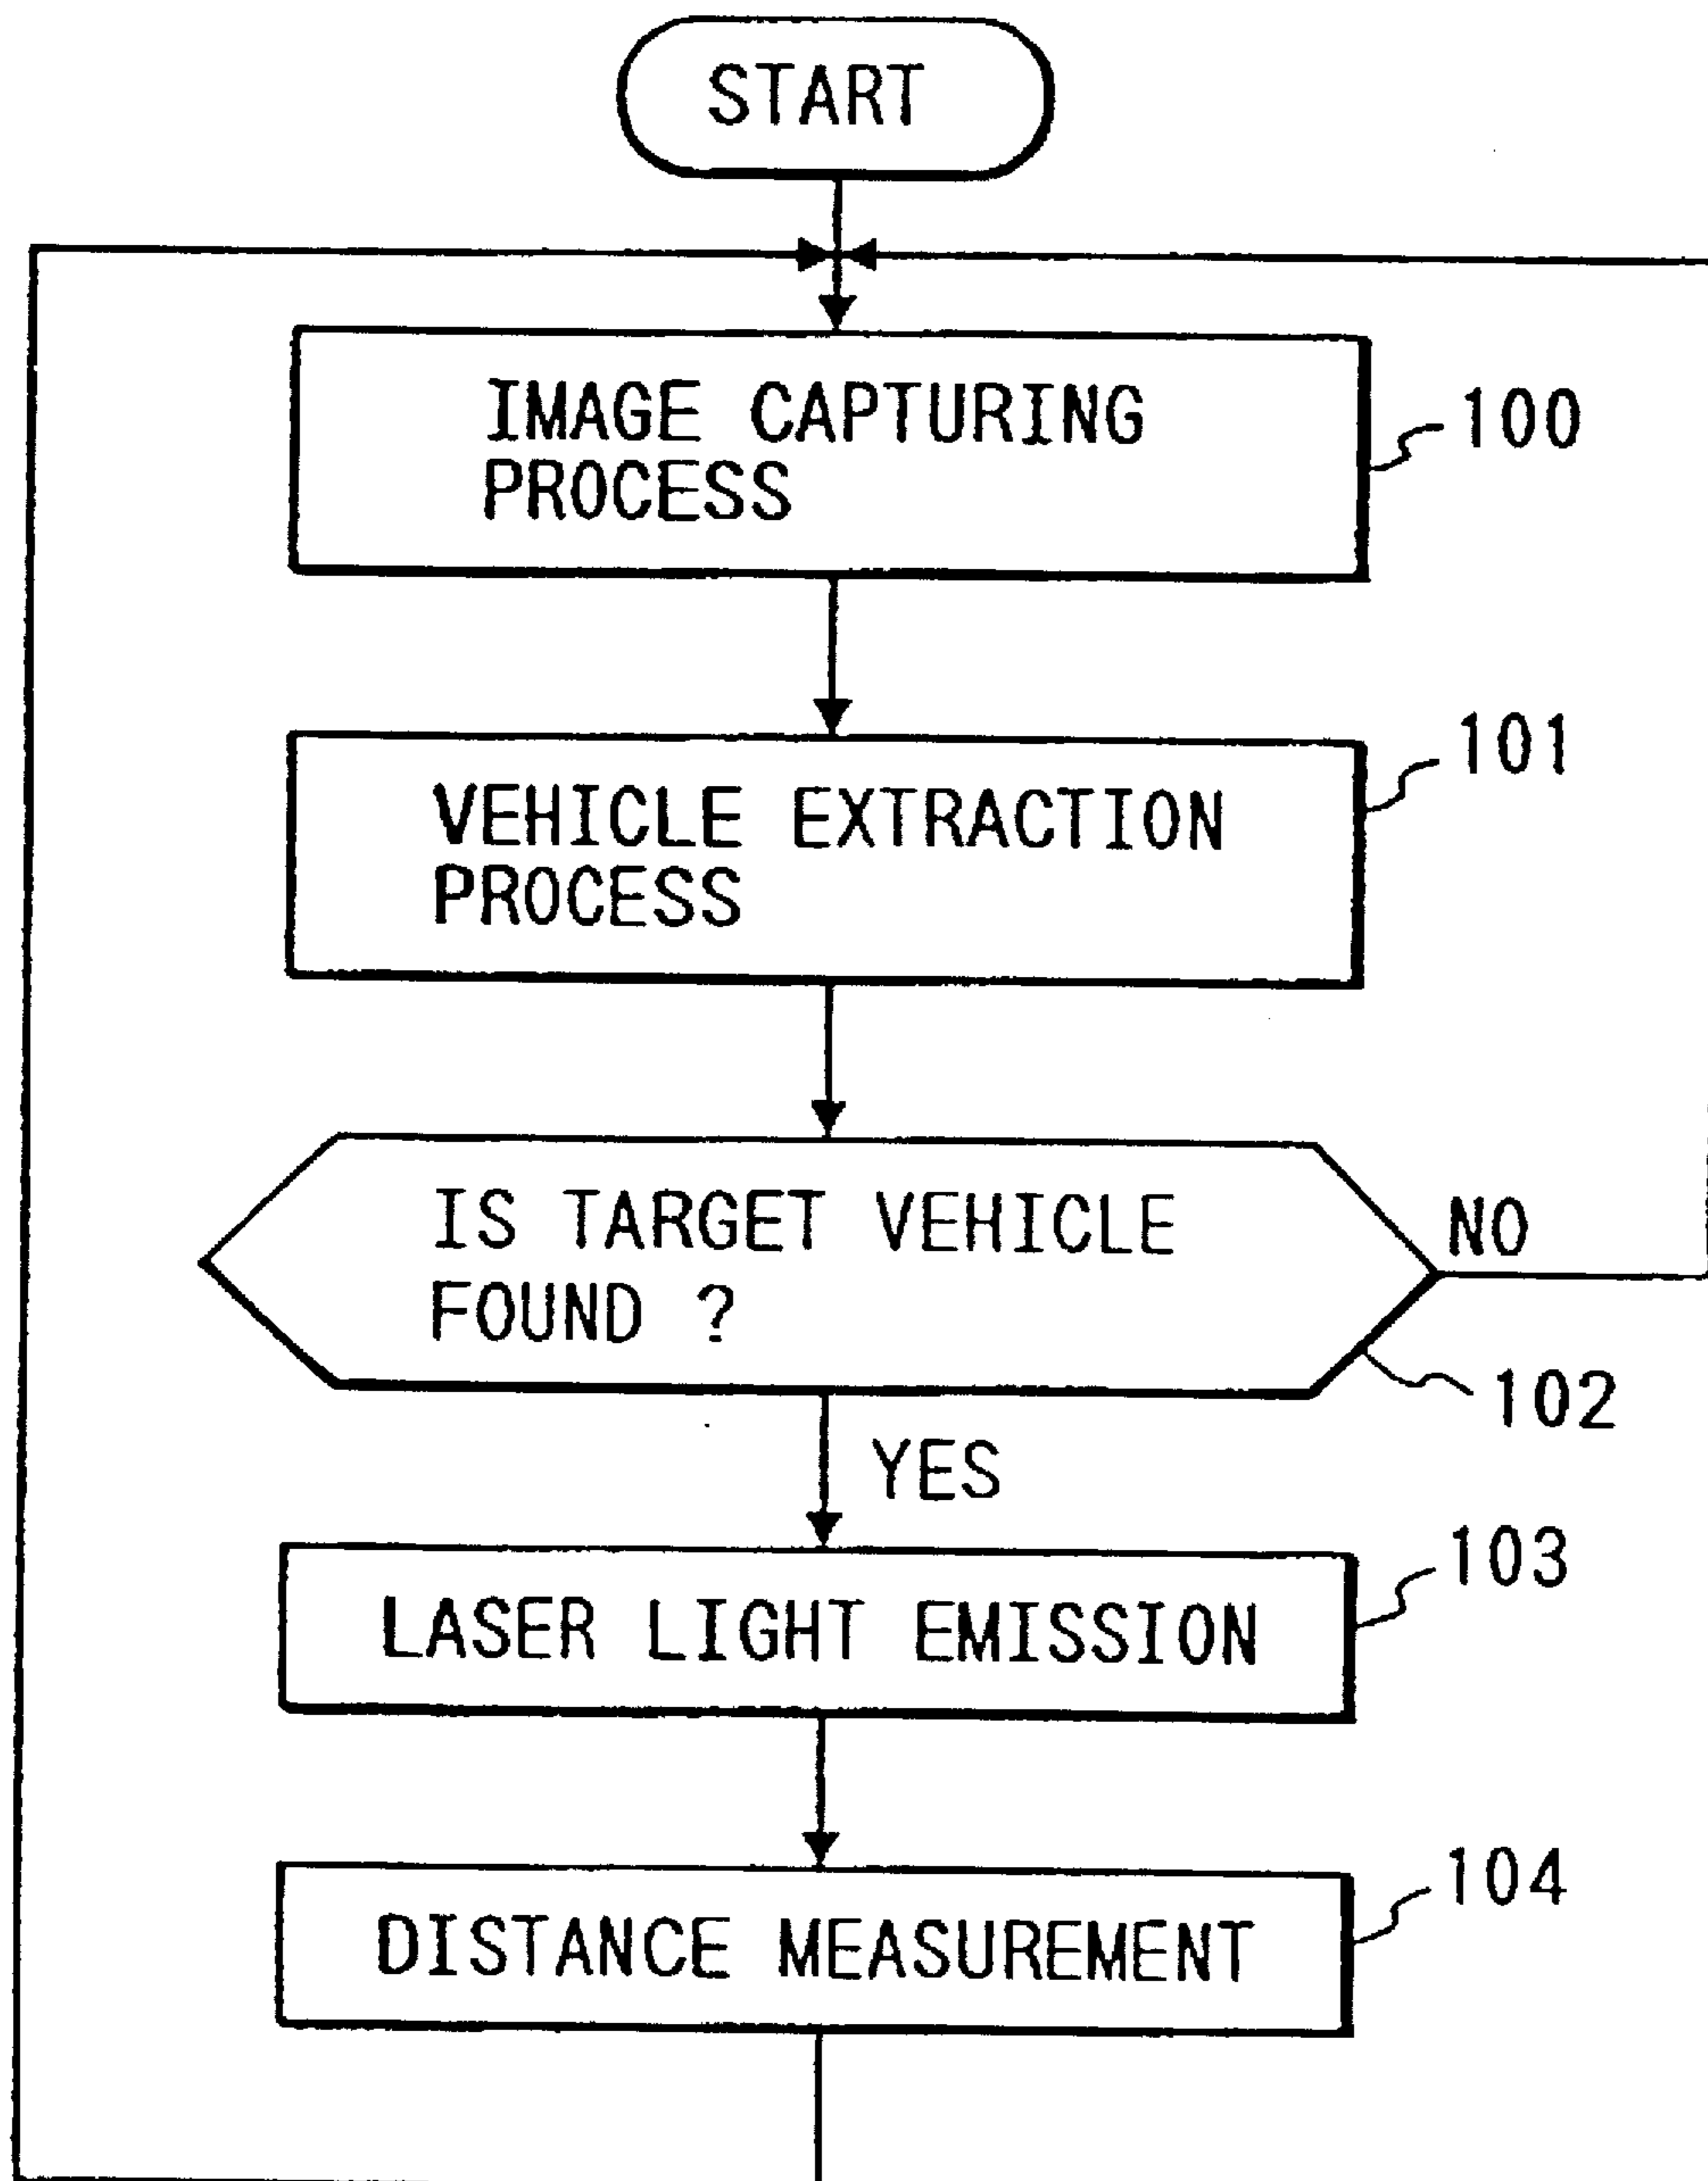 START
IMAGE CAPTURING
PROCESS
100
VEHICLE EXTRACTION
PROCESS
101
IS TARGET VEHICLE
FOUND ?
NO
102
YES
LASER LIGHT EMISSION
103
DISTANCE MEASUREMENT
104